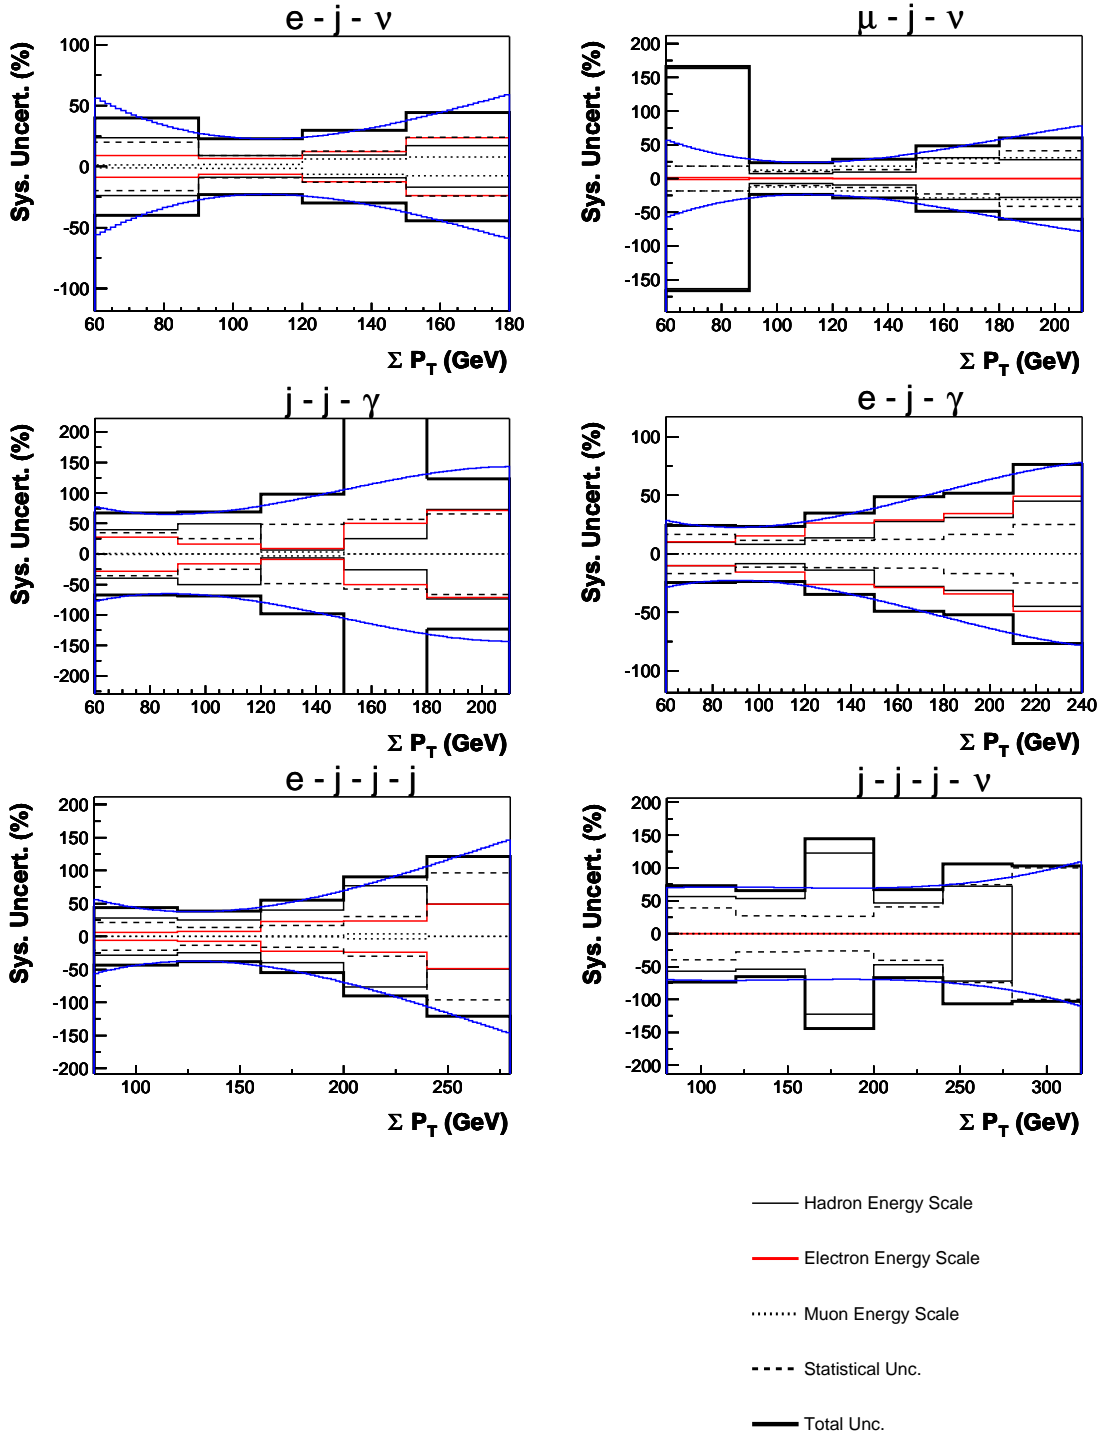 e - j - ν
Sys. Uncert. (%)
100
50
0
-50
-100
60 80 100 120 140 160 180
Σ P_T (GeV)
μ - j - ν
Sys. Uncert. (%)
200
150
100
50
0
-50
-100
-150
60 80 100 120 140 160 180 200
Σ P_T (GeV)
j - j - γ
Sys. Uncert. (%)
200
150
100
50
0
-50
-100
-150
-200
60 80 100 120 140 160 180 200
Σ P_T (GeV)
e - j - γ
Sys. Uncert. (%)
100
50
0
-50
-100
60 80 100 120 140 160 180 200 220 240
Σ P_T (GeV)
e - j - j - j
Sys. Uncert. (%)
200
150
100
50
0
-50
-100
-150
-200
100 150 200 250
Σ P_T (GeV)
j - j - j - ν
Sys. Uncert. (%)
200
150
100
50
0
-50
-100
-150
-200
100 150 200 250 300
Σ P_T (GeV)
Hadron Energy Scale
Electron Energy Scale
Muon Energy Scale
Statistical Unc.
Total Unc.